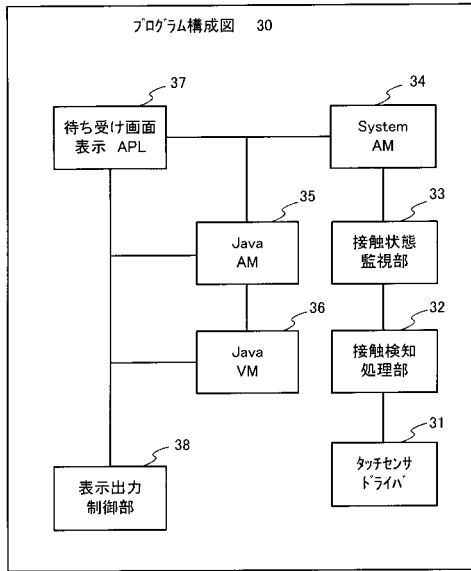 プログラム構成図 30
37
待ち受け画面
表示 APL
34
System
AM
35
Java
AM
33
接触状態
監視部
36
Java
VM
32
接触検知
処理部
38
表示出力
制御部
31
タッチセンサ
ドライバ